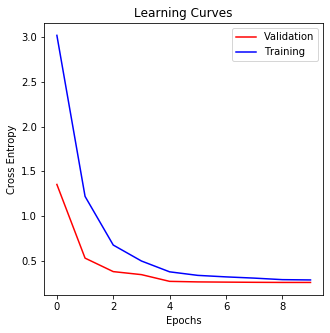 Learning Curves
Validation
Training
3.0
2.5
2.0
1.5
1.0
0.5
Cross Entropy
0 2 4 6 8
Epochs